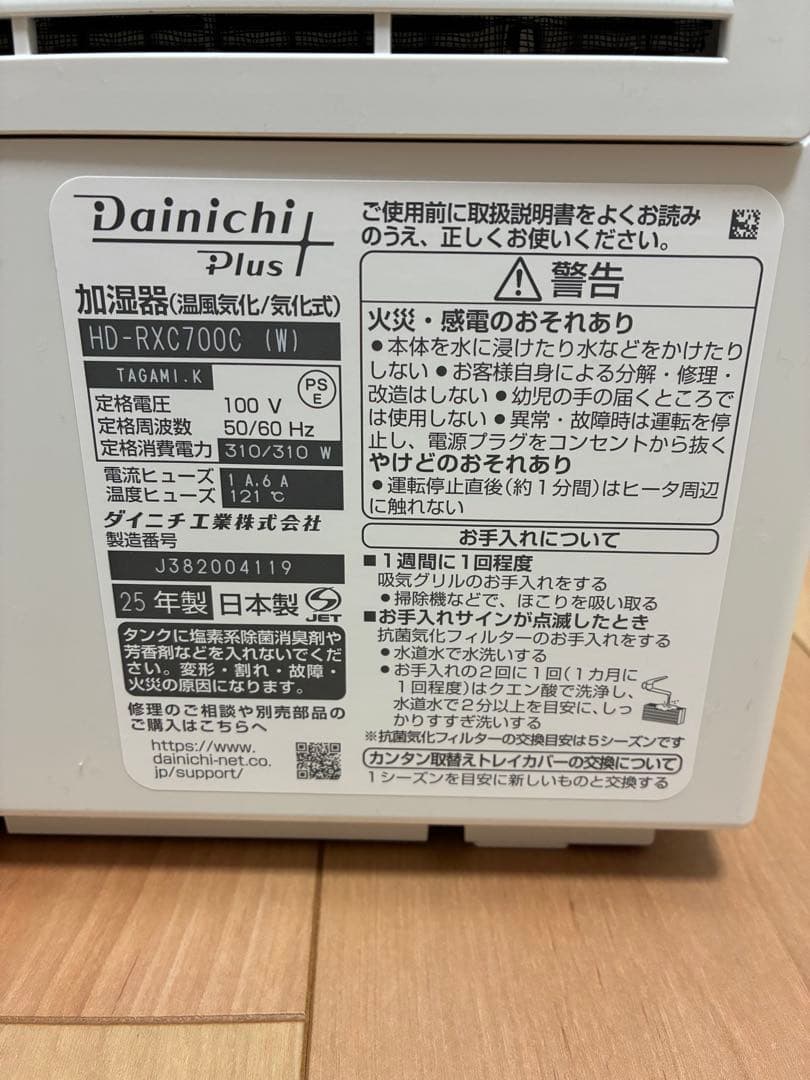 Dainichi
Plus
加湿器(温風気化/気化式)
HD-RXC700C (W)
TAGAMI.K
PS
E
定格電圧 100 V
定格周波数 50/60 Hz
定格消費電力 310/310 W
電流ヒューズ 1A,6 A
温度ヒューズ 121 ℃
ダイニチ工業株式会社
製造番号
J382004119
25 年製 日本製 JET
タンクに塩素系除菌消臭剤や
芳香剤などを入れないでくだ
さい。変形・割れ・故障・
火災の原因になります。
修理のご相談や別売部品の
ご購入はこちらへ
https://www.
dainichi-net.co.
jp/support/
ご使用前に取扱説明書をよくお読み
のうえ、正しくお使いください。
警告
火災・感電のおそれあり
●本体を水に浸けたり水などをかけたり
しない ●お客様自身による分解・修理・
改造はしない ●幼児の手の届くところで
は使用しない ●異常・故障時は運転を停
止し、電源プラグをコンセントから抜く
やけどのおそれあり
●運転停止直後(約1分間)はヒータ周辺
に触れない
お手入れについて
■1週間に1回程度
吸気グリルのお手入れをする
●掃除機などで、ほこりを吸い取る
■お手入れサインが点滅したとき
抗菌気化フィルターのお手入れをする
●水道水で水洗いする
●お手入れの2回に1回(1カ月に
1回程度)はクエン酸で洗浄し、
水道水で2分以上を目安に、しっ
かりすすぎ洗いする
※抗菌気化フィルターの交換目安は5シーズンです
カンタン取替えトレイカバーの交換について
1シーズンを目安に新しいものと交換する